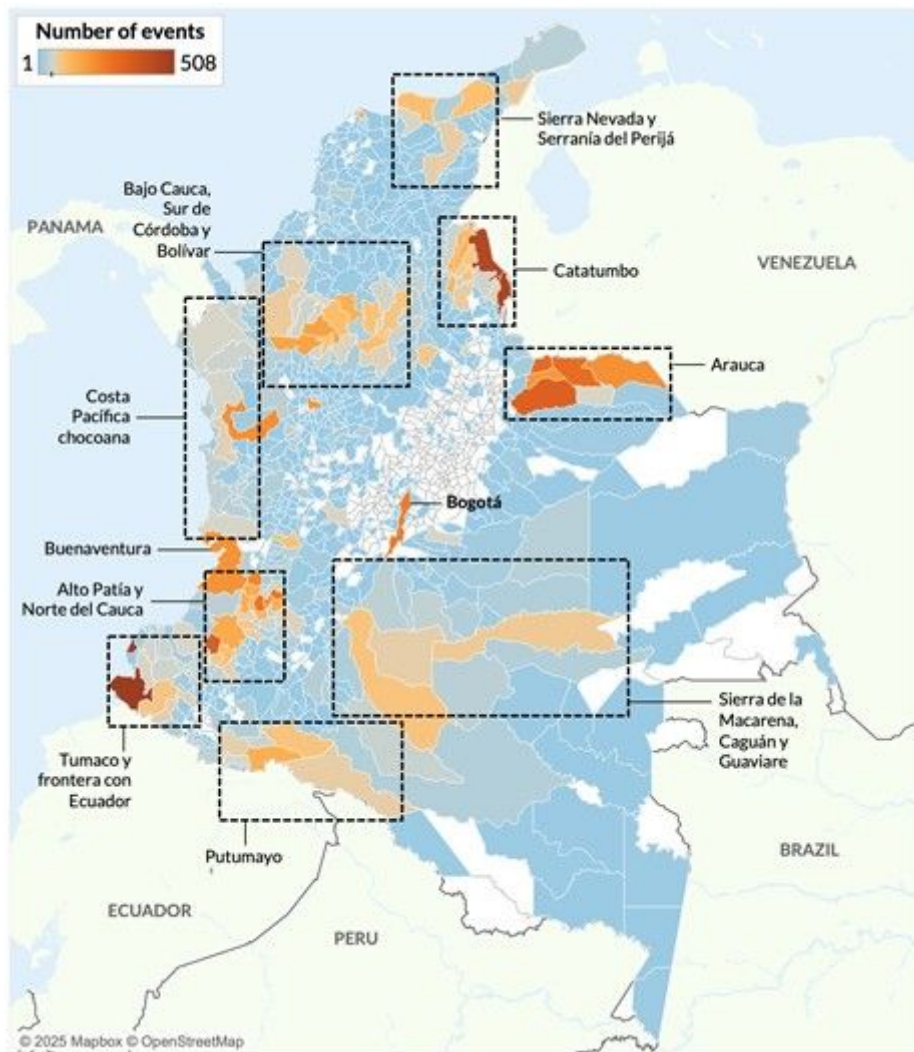 Number of events
1
508
Sierra Nevada y
Serranía del Perijá
Bajo Cauca,
Sur de
Córdoba y
Bolívar
PANAMA
Catatumbo
VENEZUELA
Arauca
Costa
Pacífica
chocoana
Bogotá
Buenaventura
Alto Patía y
Norte del Cauca
Sierra de la
Macarena,
Caguán y
Guaviare
Tumaco y
frontera con
Ecuador
Putumayo
BRAZIL
ECUADOR
PERU
© 2025 Mapbox © OpenStreetMap